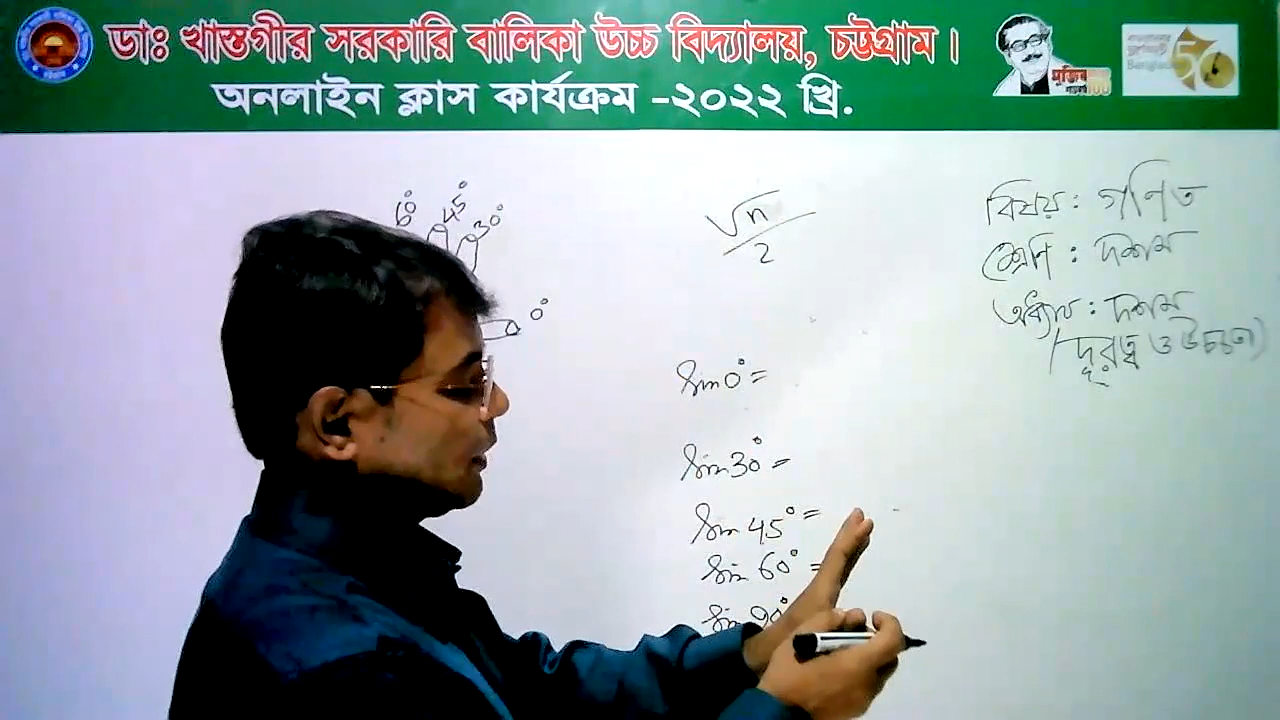 ডাঃ খাস্তগীর সরকারি বালিকা উচ্চ বিদ্যালয়, চট্টগ্রাম।
অনলাইন ক্লাস কার্যক্রম -২০২২ খ্রি.
60°
45°
30°
0°
√n
2
sin0°=
sin30°=
sin45°=
sin60°=
sin90°
বিষয়: গণিত
শ্রেণি: দশম
অধ্যায়: দশম
(দূরত্ব ও উচ্চতা)